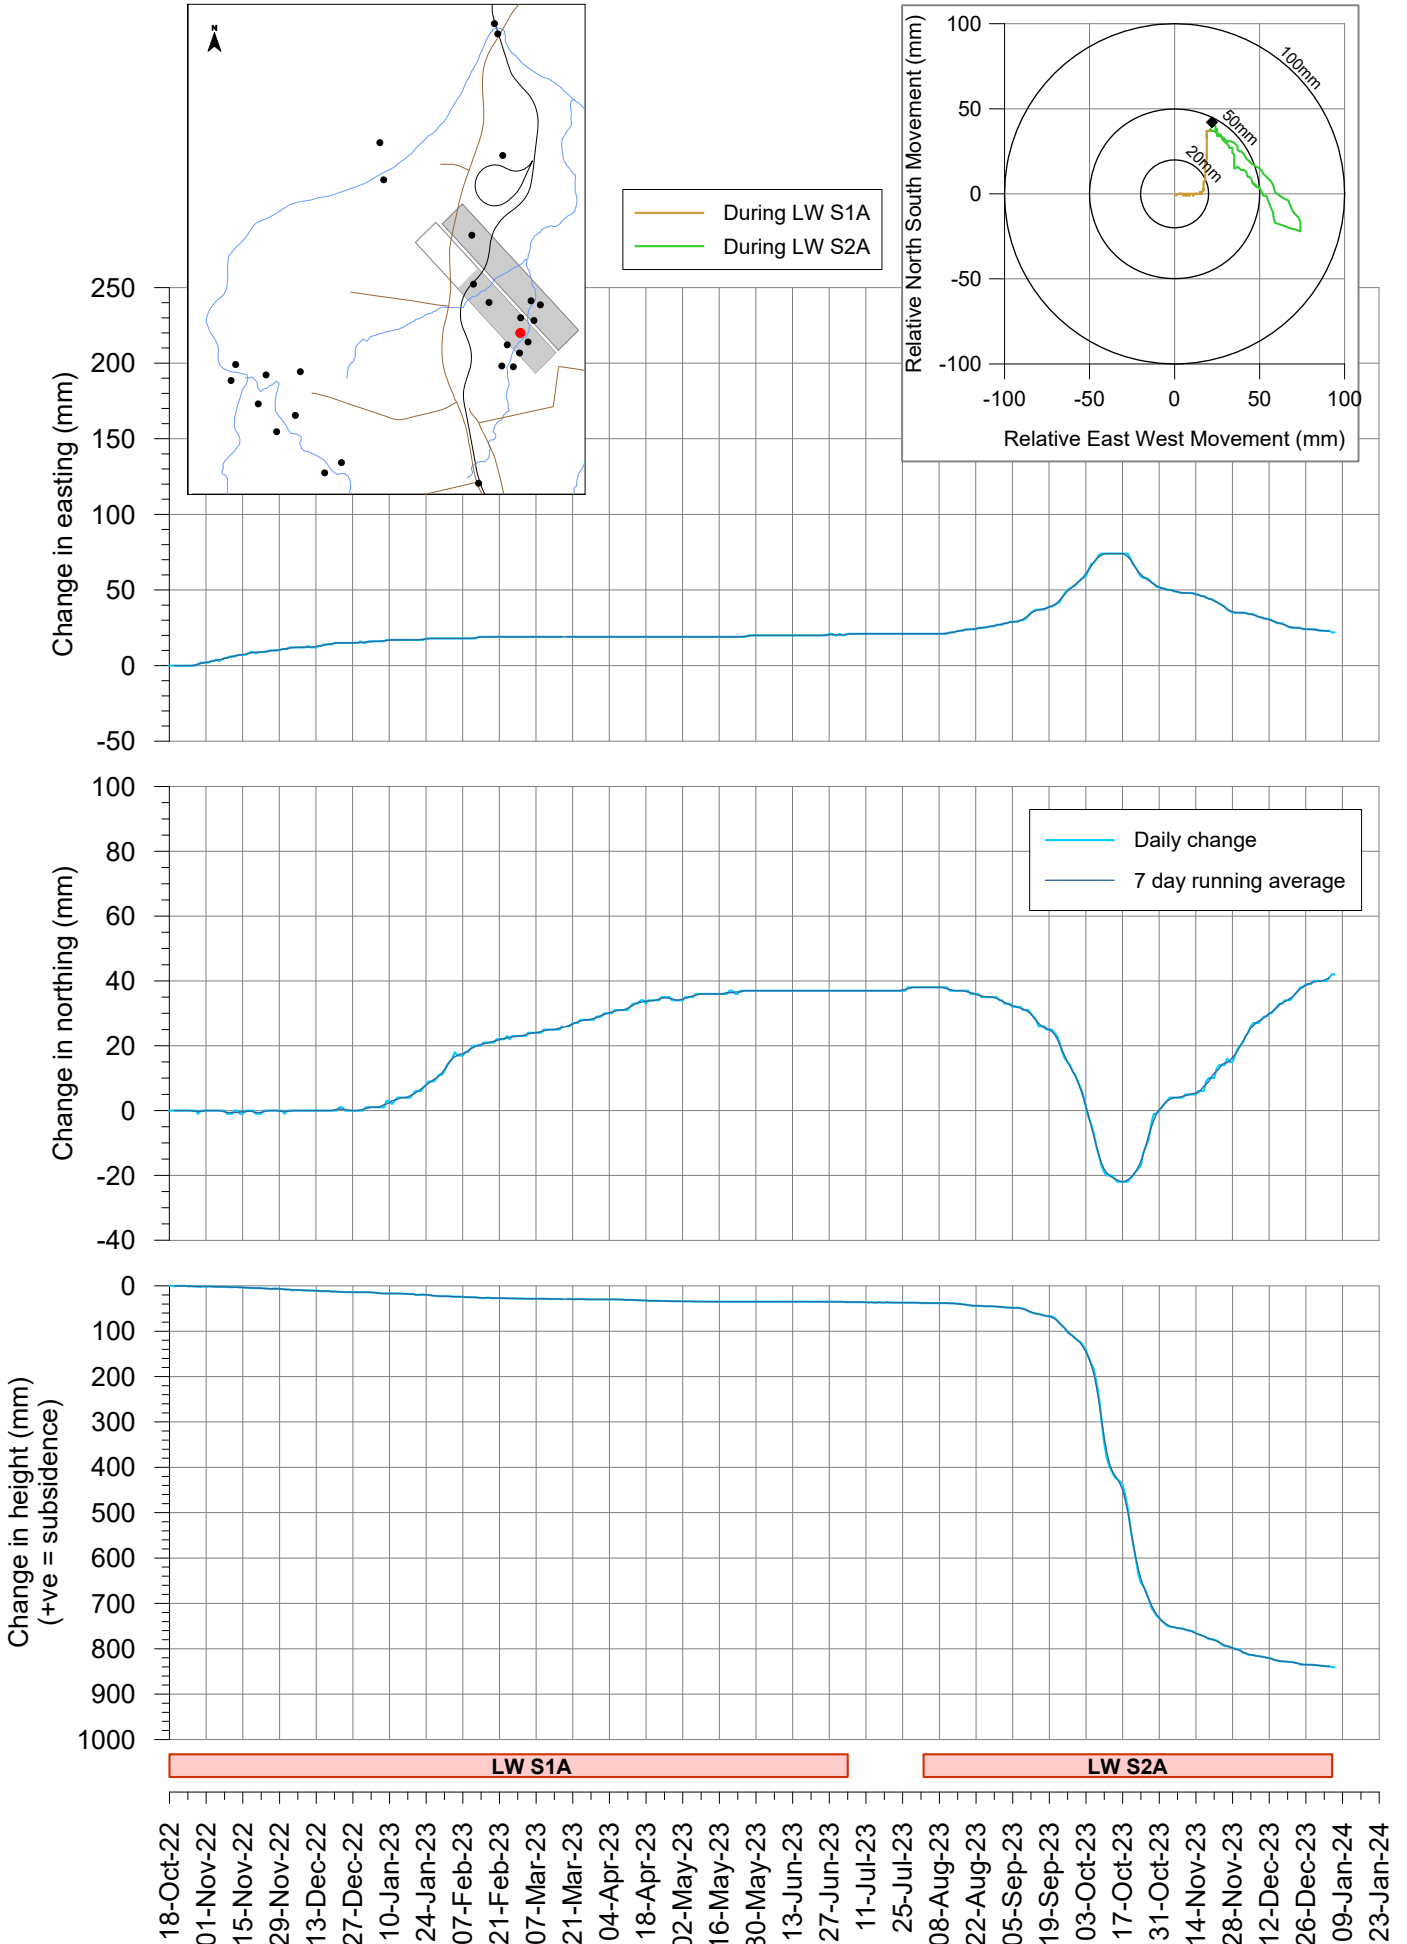 N
During LW S1A
During LW S2A
Relative North South Movement (mm)
100
50
0
-50
-100
100mm
50mm
20mm
-100
-50
0
50
100
Relative East West Movement (mm)
Change in easting (mm)
250
200
150
100
50
0
-50
Change in northing (mm)
100
80
60
40
20
0
-20
-40
Daily change
7 day running average
Change in height (mm)
(+ve = subsidence)
0
100
200
300
400
500
600
700
800
900
1000
LW S1A
LW S2A
18-Oct-22
01-Nov-22
15-Nov-22
29-Nov-22
13-Dec-22
27-Dec-22
10-Jan-23
24-Jan-23
07-Feb-23
21-Feb-23
07-Mar-23
21-Mar-23
04-Apr-23
18-Apr-23
02-May-23
16-May-23
30-May-23
13-Jun-23
27-Jun-23
11-Jul-23
25-Jul-23
08-Aug-23
22-Aug-23
05-Sep-23
19-Sep-23
03-Oct-23
17-Oct-23
31-Oct-23
14-Nov-23
28-Nov-23
12-Dec-23
26-Dec-23
09-Jan-24
23-Jan-24